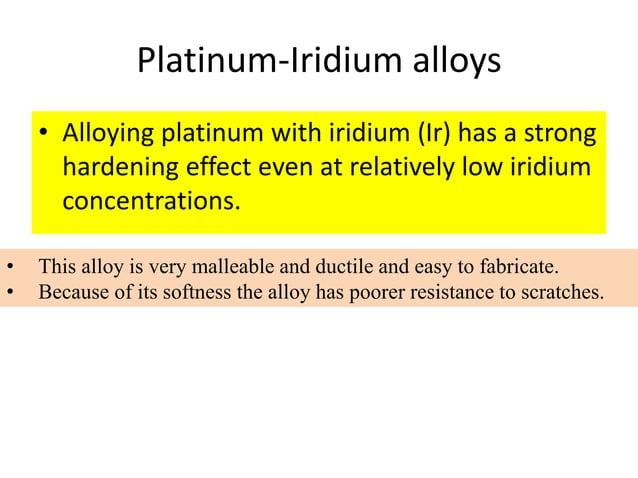 Platinum-Iridium alloys
• Alloying platinum with iridium (Ir) has a strong
hardening effect even at relatively low iridium
concentrations.
• This alloy is very malleable and ductile and easy to fabricate.
• Because of its softness the alloy has poorer resistance to scratches.